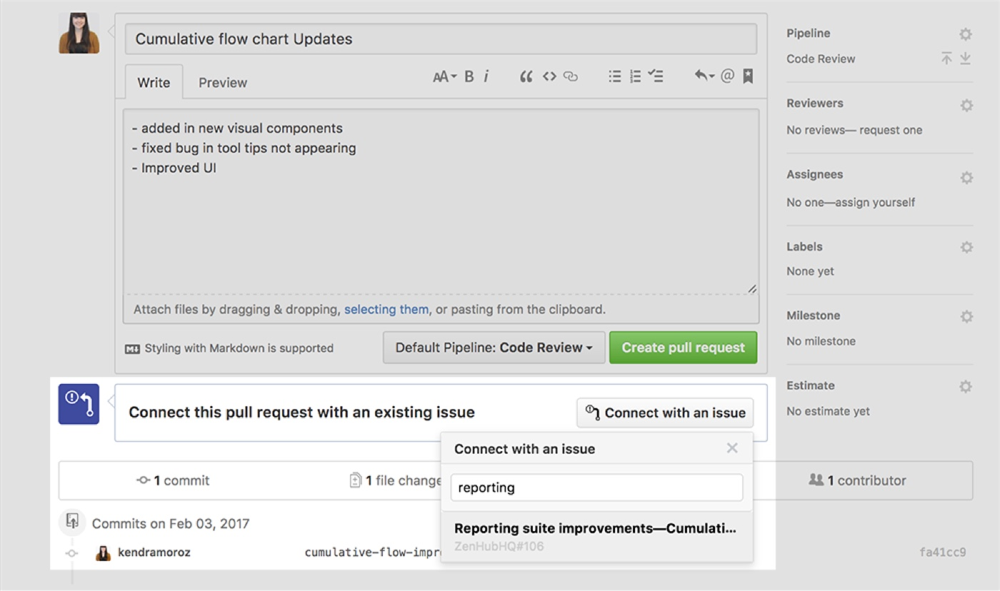 Cumulative flow chart Updates
Write Preview
AA B i
- added in new visual components
- fixed bug in tool tips not appearing
- Improved UI
Attach files by dragging & dropping, selecting them, or pasting from the clipboard.
Styling with Markdown is supported
Default Pipeline: Code Review
Create pull request
Pipeline
Code Review
Reviewers
No reviews— request one
Assignees
No one—assign yourself
Labels
None yet
Milestone
No milestone
Estimate
No estimate yet
Connect this pull request with an existing issue
Connect with an issue
Connect with an issue
reporting
Reporting suite improvements—Cumulati...
ZenHubHQ#106
1 commit
1 file change
1 contributor
Commits on Feb 03, 2017
kendramoroz cumulative-flow-impr fa41cc9